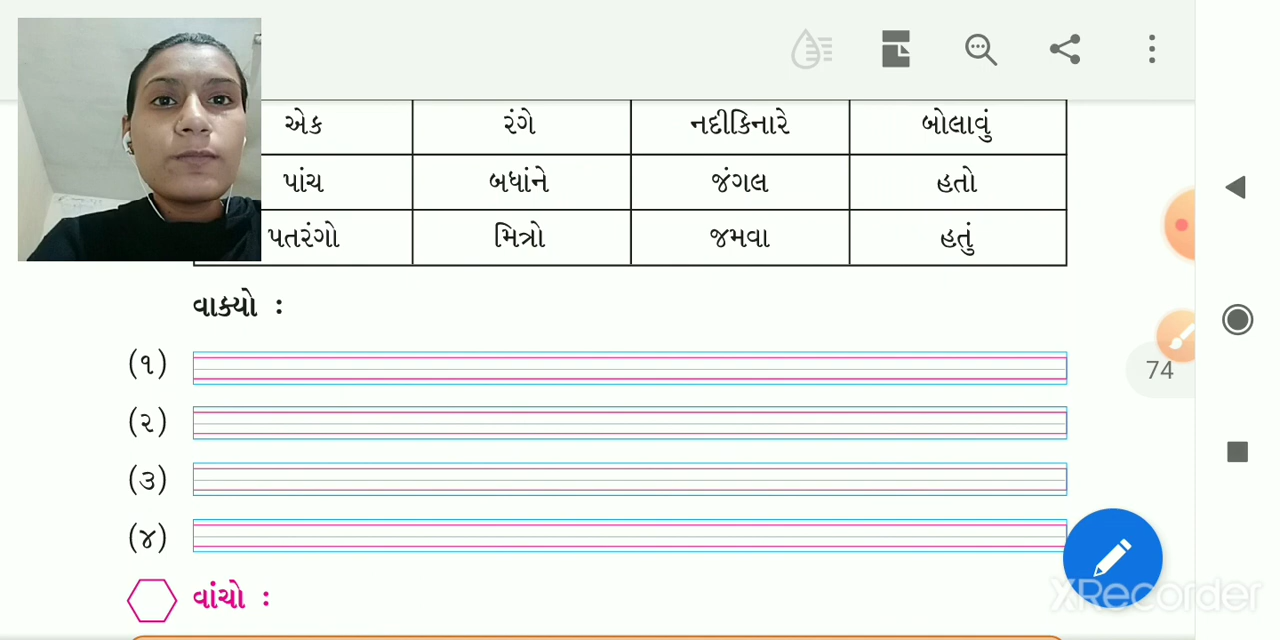 એક રંગે નદીકિનારે બોલાવું
પાંચ બધાંને જંગલ હતો
પતરંગો મિત્રો જમવા હતું
વાક્યો :
(૧)
(૨)
(૩)
(૪)
વાંચો :
74
XRecorder